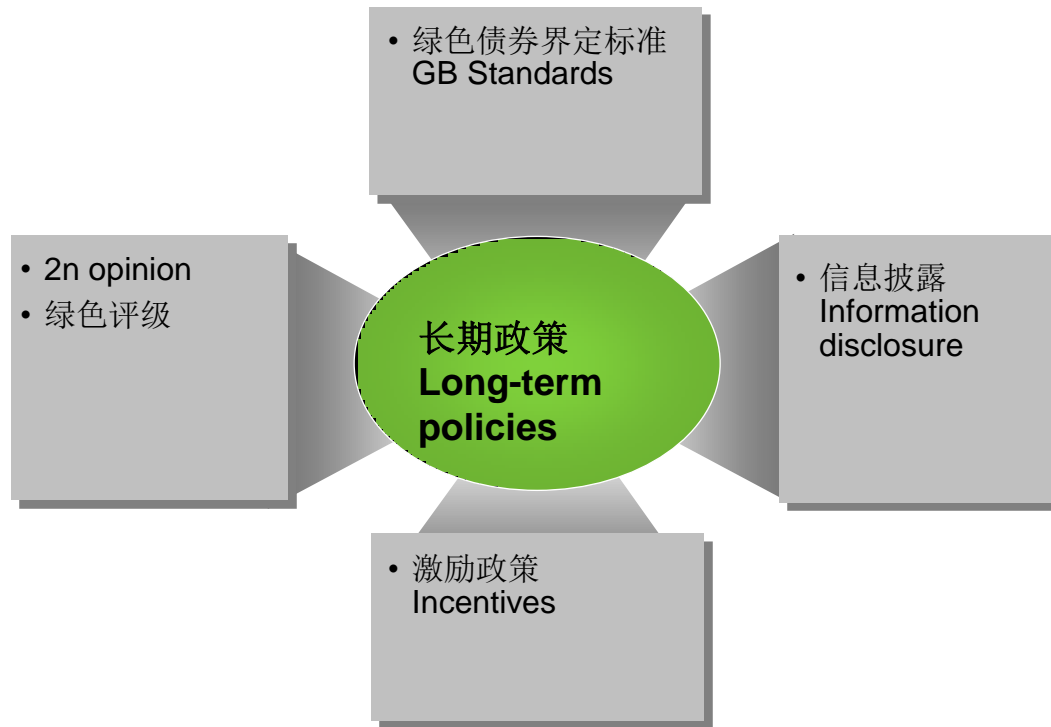 • 绿色债券界定标准
GB Standards
• 2n opinion
• 绿色评级
长期政策
Long-term
policies
• 信息披露
Information
disclosure
• 激励政策
Incentives